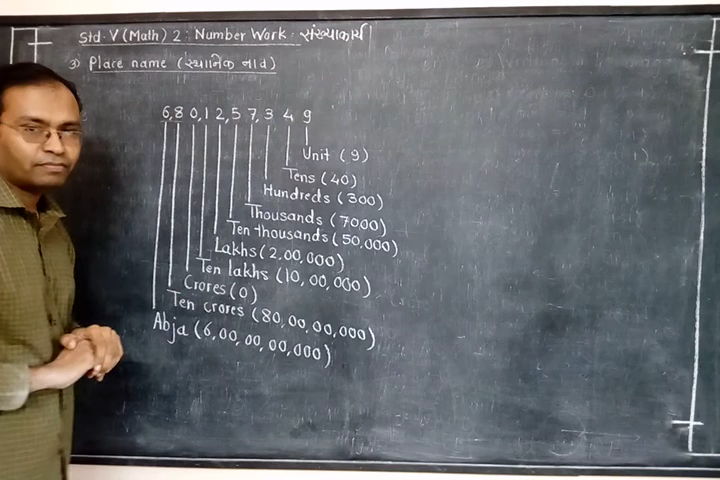 Std. V (Math) 2 : Number Work : સંખ્યાકાર્ય
3) Place name (સ્થાનિક નાવ)
6,8 0,1 2,5 7,3 4 9
Unit (9)
Tens (40)
Hundreds (300)
Thousands (7000)
Ten thousands (50,000)
Lakhs (2,00,000)
Ten lakhs (10,00,000)
Crores (0)
Ten crores (80,00,00,000)
Abja (6,00,00,00,000)